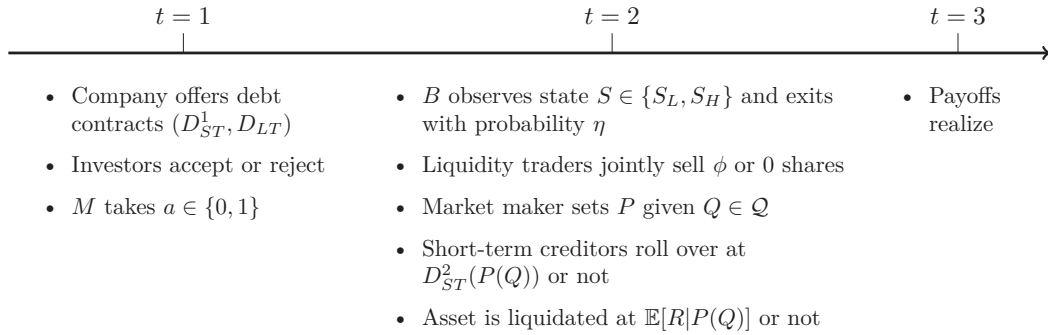 t = 1
t = 2
t = 3
• Company offers debt
contracts (D¹_{ST}, D_{LT})
• Investors accept or reject
• M takes a ∈ {0, 1}
• B observes state S ∈ {S_L, S_H} and exits
with probability η
• Liquidity traders jointly sell ϕ or 0 shares
• Market maker sets P given Q ∈ 𝒬
• Short-term creditors roll over at
D²_{ST}(P(Q)) or not
• Asset is liquidated at 𝔼[R|P(Q)] or not
• Payoffs
realize